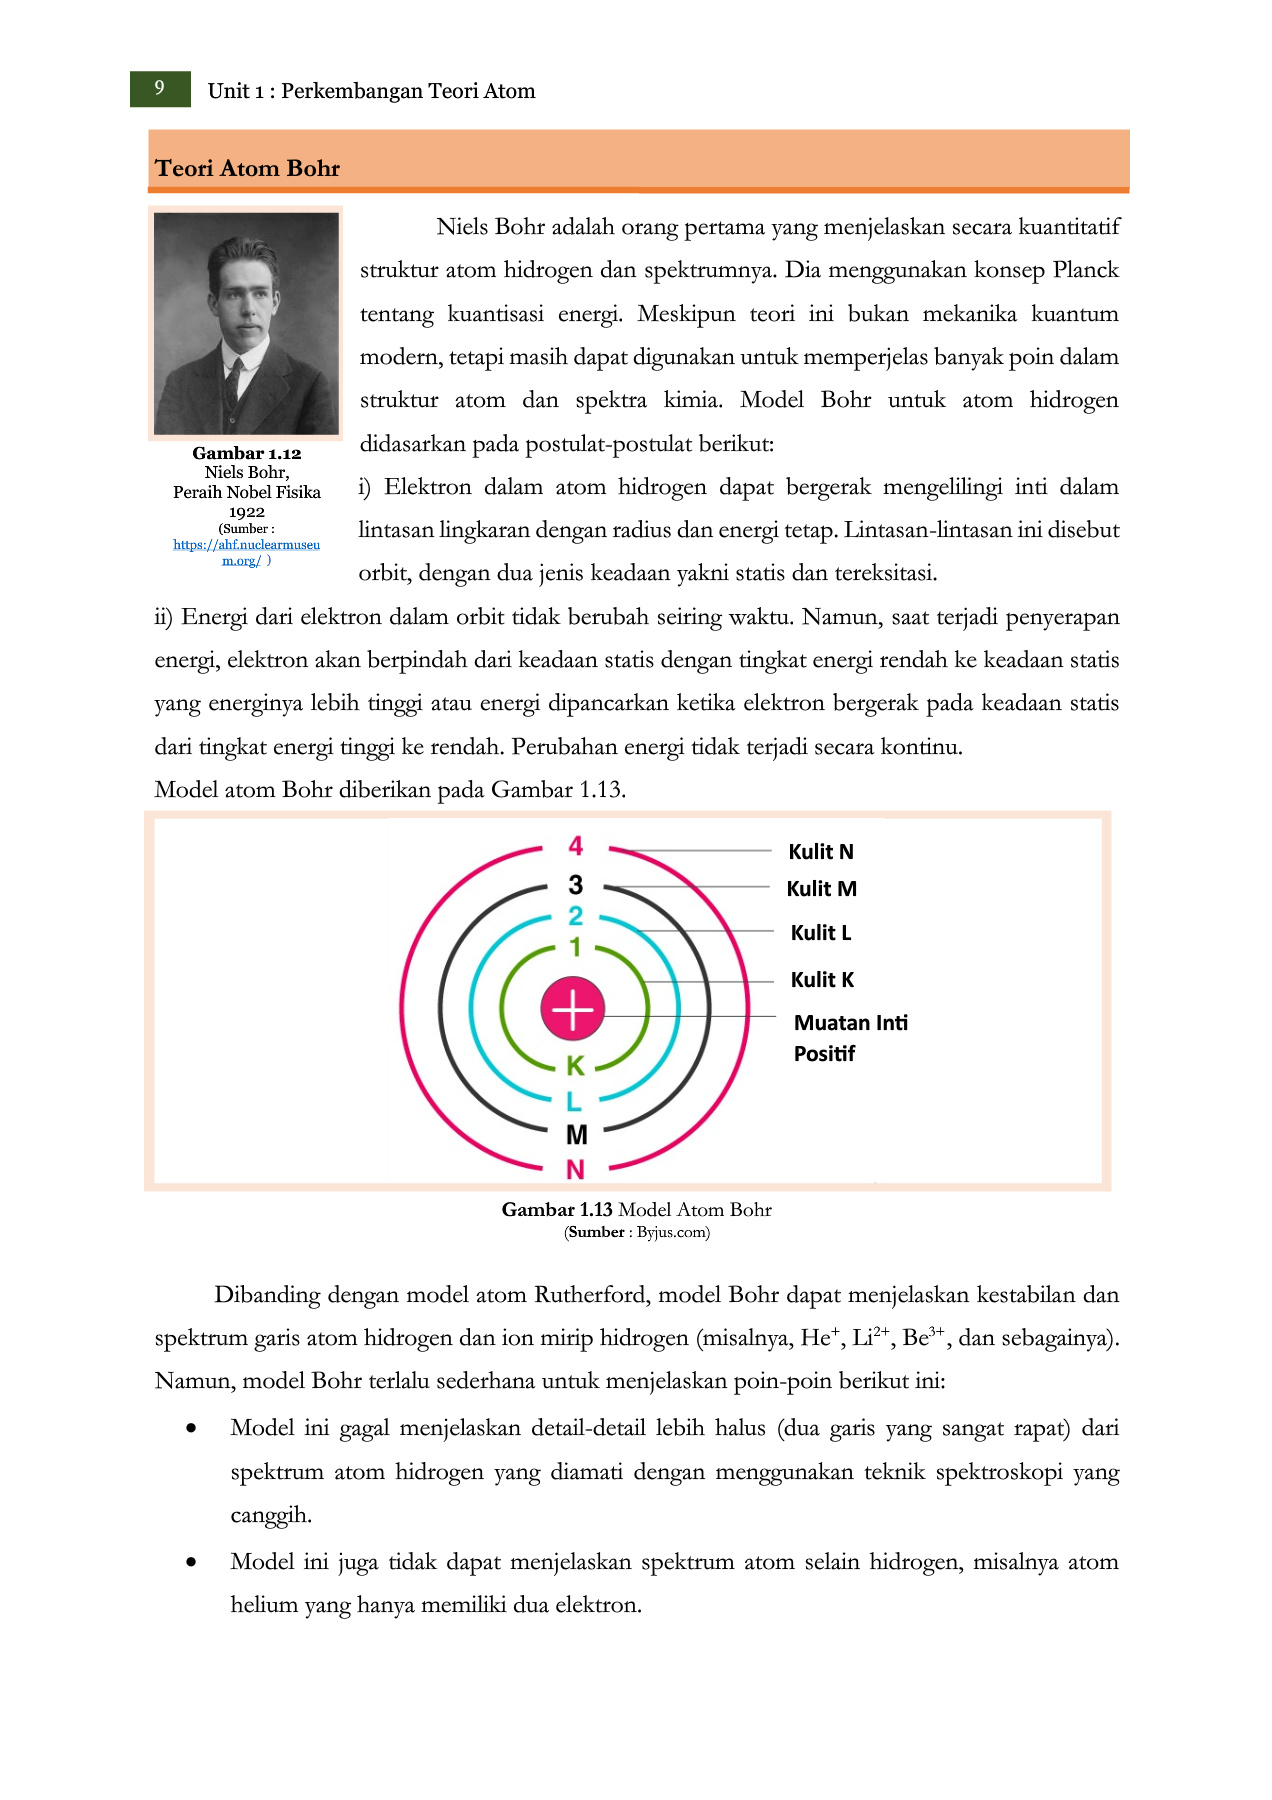 9
Unit 1 : Perkembangan Teori Atom
Teori Atom Bohr
Niels Bohr adalah orang pertama yang menjelaskan secara kuantitatif
struktur atom hidrogen dan spektrumnya. Dia menggunakan konsep Planck
tentang kuantisasi energi. Meskipun teori ini bukan mekanika kuantum
modern, tetapi masih dapat digunakan untuk memperjelas banyak poin dalam
struktur atom dan spektra kimia. Model Bohr untuk atom hidrogen
didasarkan pada postulat-postulat berikut:
Gambar 1.12
Niels Bohr,
Peraih Nobel Fisika
1922
(Sumber :
https://ahf.nuclearmuseu
m.org/ )
i) Elektron dalam atom hidrogen dapat bergerak mengelilingi inti dalam
lintasan lingkaran dengan radius dan energi tetap. Lintasan-lintasan ini disebut
orbit, dengan dua jenis keadaan yakni statis dan tereksitasi.
ii) Energi dari elektron dalam orbit tidak berubah seiring waktu. Namun, saat terjadi penyerapan
energi, elektron akan berpindah dari keadaan statis dengan tingkat energi rendah ke keadaan statis
yang energinya lebih tinggi atau energi dipancarkan ketika elektron bergerak pada keadaan statis
dari tingkat energi tinggi ke rendah. Perubahan energi tidak terjadi secara kontinu.
Model atom Bohr diberikan pada Gambar 1.13.
4
3
2
1
K
L
M
N
Kulit N
Kulit M
Kulit L
Kulit K
Muatan Inti
Positif
Gambar 1.13 Model Atom Bohr
(Sumber : Byjus.com)
Dibanding dengan model atom Rutherford, model Bohr dapat menjelaskan kestabilan dan
spektrum garis atom hidrogen dan ion mirip hidrogen (misalnya, He⁺, Li²⁺, Be³⁺, dan sebagainya).
Namun, model Bohr terlalu sederhana untuk menjelaskan poin-poin berikut ini:
• Model ini gagal menjelaskan detail-detail lebih halus (dua garis yang sangat rapat) dari
spektrum atom hidrogen yang diamati dengan menggunakan teknik spektroskopi yang
canggih.
• Model ini juga tidak dapat menjelaskan spektrum atom selain hidrogen, misalnya atom
helium yang hanya memiliki dua elektron.